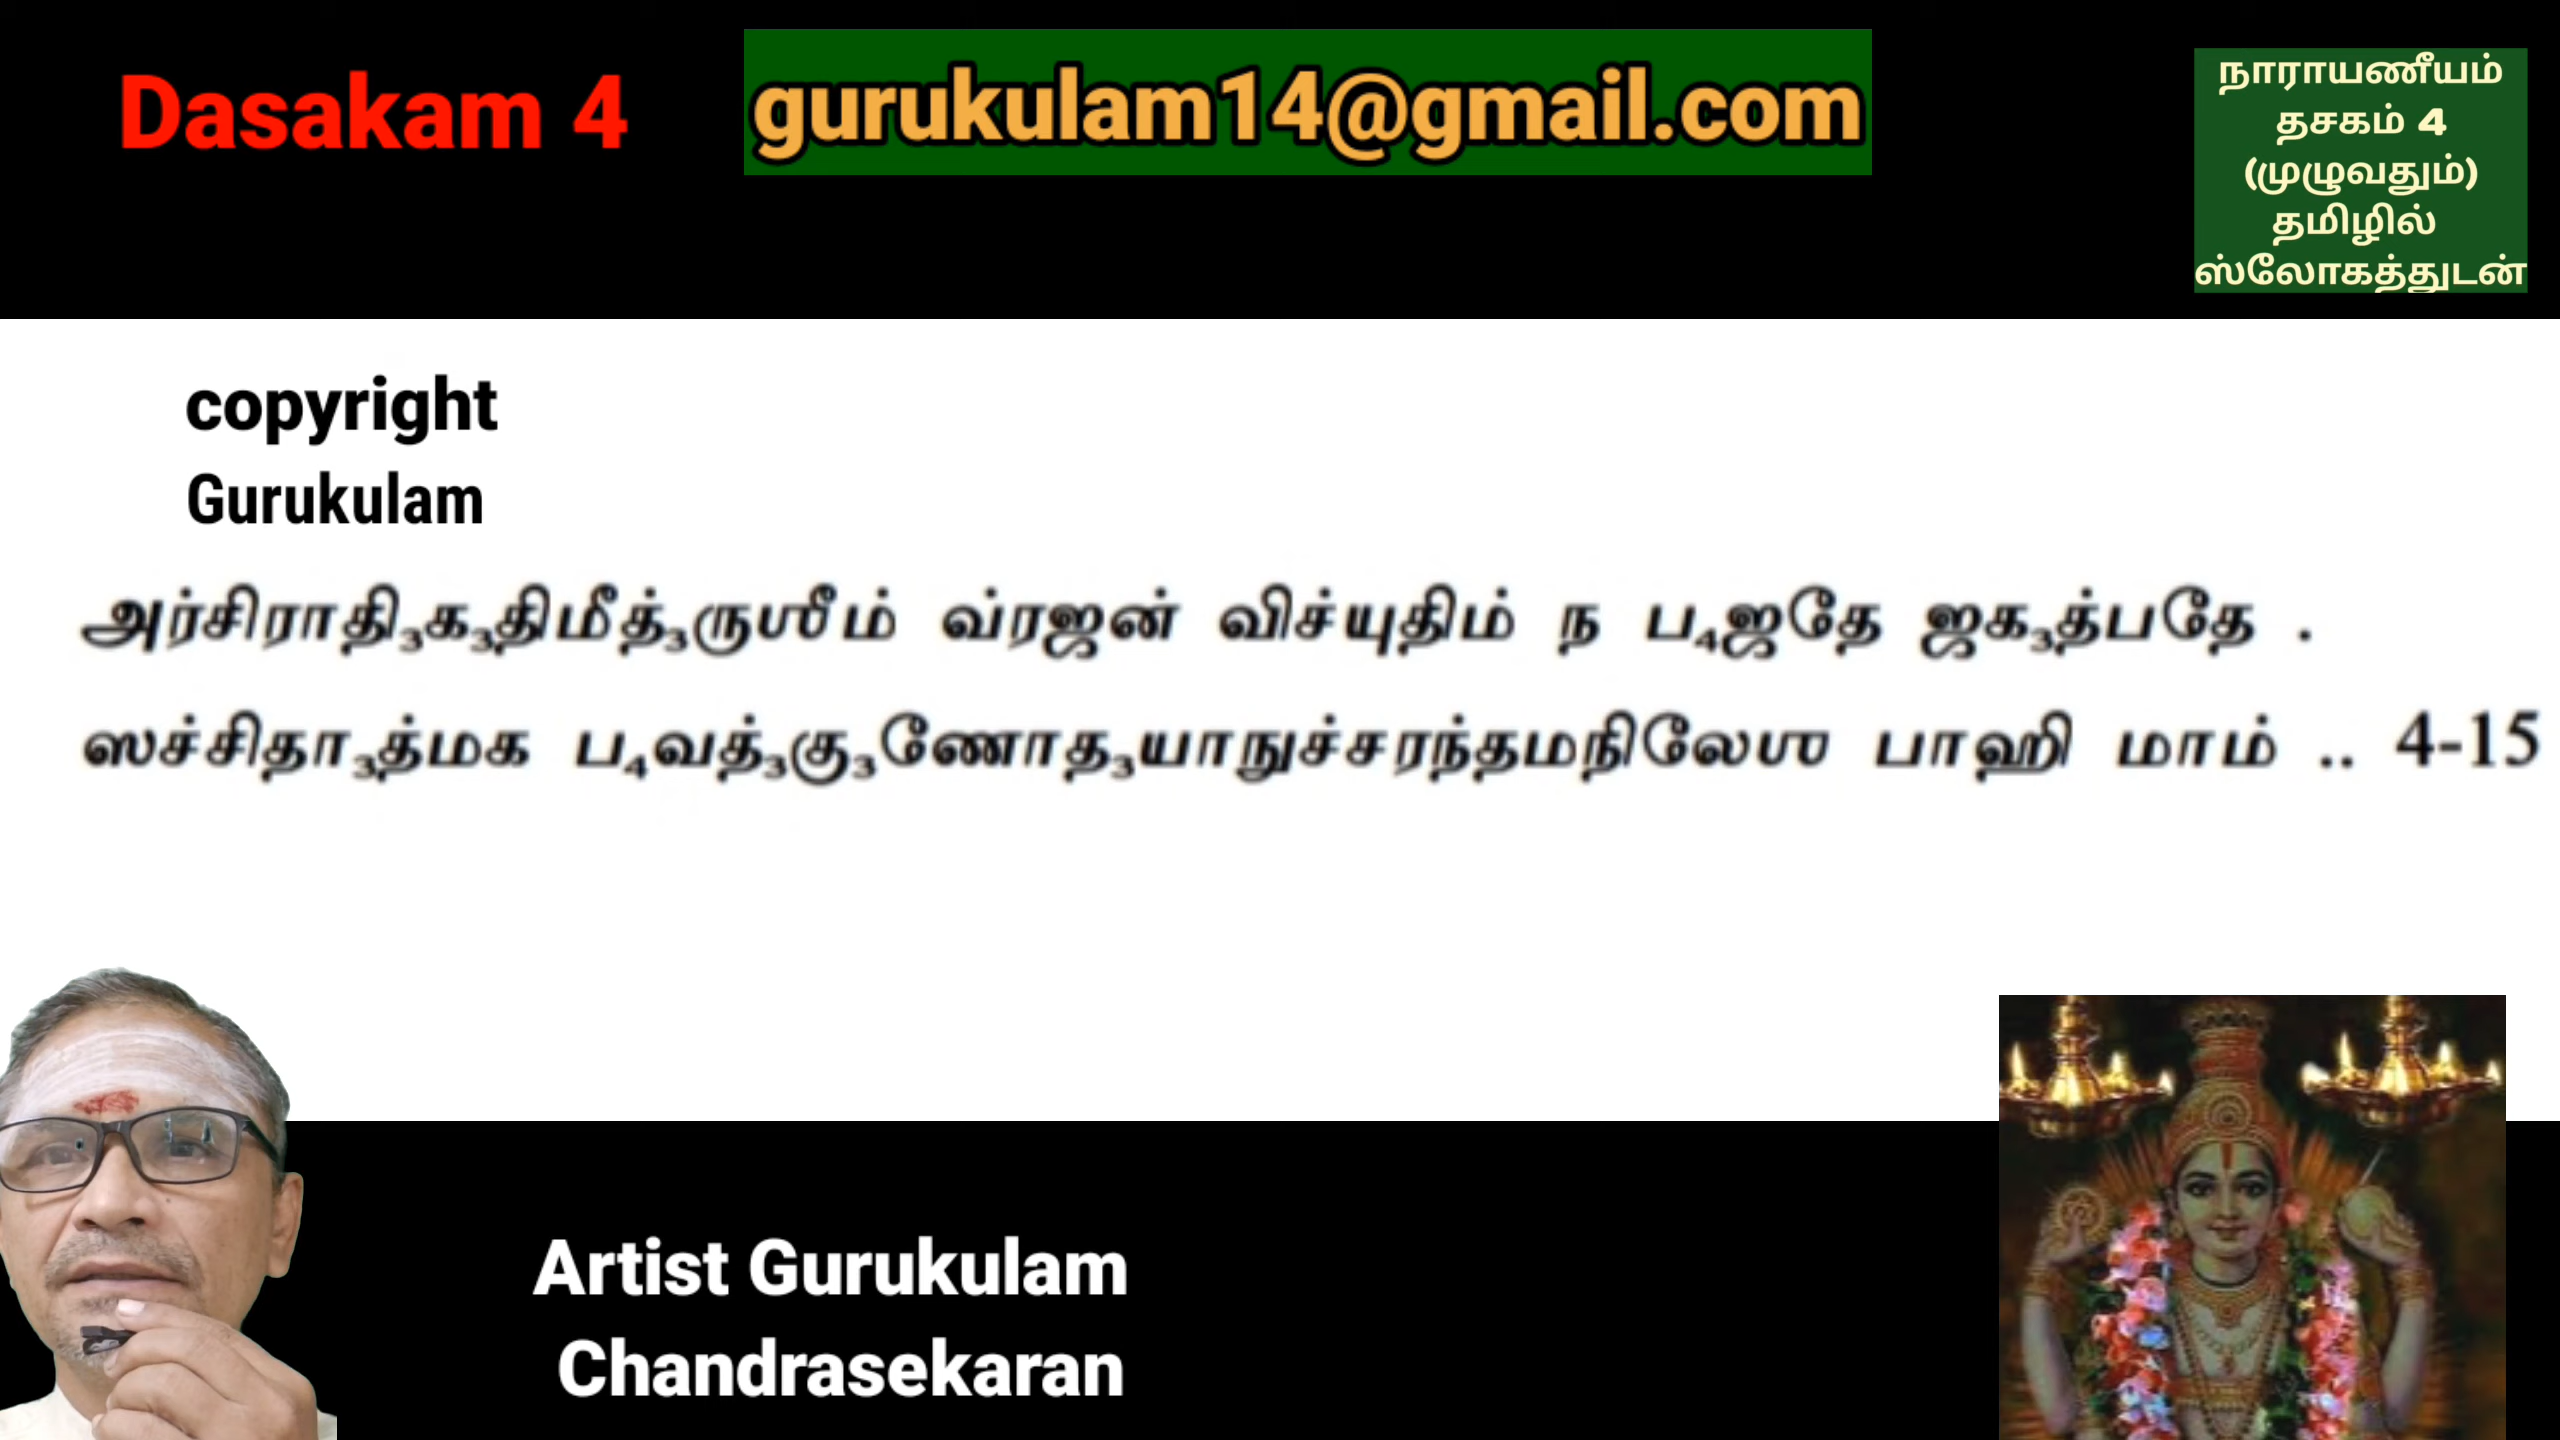 Dasakam 4
gurukulam14@gmail.com
நாராயணீயம்
தசகம் 4
(முழுவதும்)
தமிழில்
ஸ்லோகத்துடன்
copyright
Gurukulam
அர்சிராதி₃க₃திமீத்₃ருஶீம் வ்ரஜன் விச்யுதிம் ந ப₄ஜதே ஜக₃த்பதே .
ஸச்சிதா₃த்மக ப₄வத்₃கு₃ணோத₃யாநுச்சரந்தமநிலேஶ பாஹி மாம் .. 4-15
Artist Gurukulam
Chandrasekaran